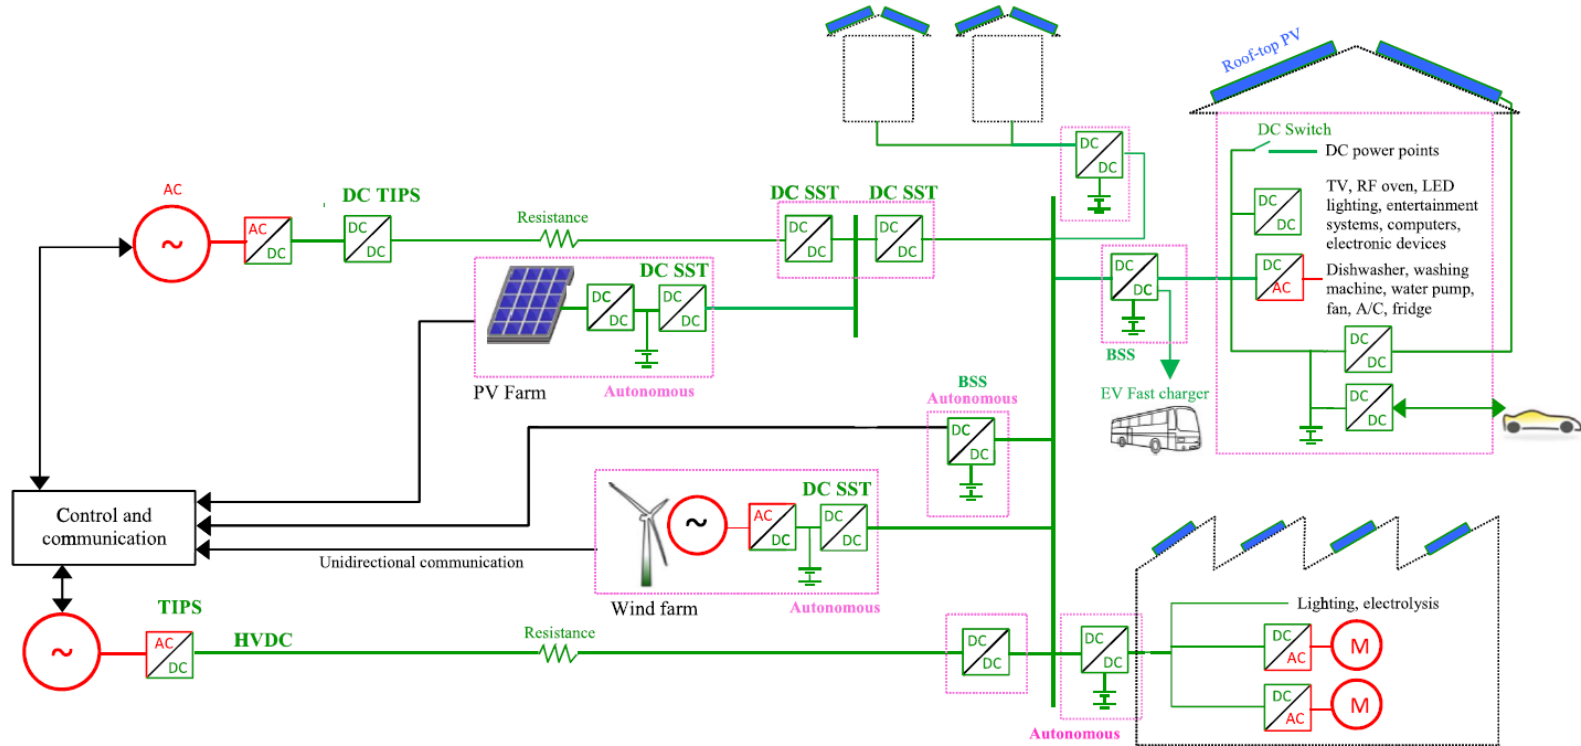 Roof-top PV
DC Switch
DC power points
TV, RF oven, LED
lighting, entertainment
systems, computers,
electronic devices
Dishwasher, washing
machine, water pump,
fan, A/C, fridge
DC
DC
DC
AC
DC
DC
DC
DC
DC
DC
AC
~
AC
DC
DC TIPS
DC
DC
Resistance
DC SST
DC SST
DC
DC
DC
DC
DC SST
DC
DC
DC
DC
PV Farm
Autonomous
DC
DC
BSS
EV Fast charger
BSS
Autonomous
DC
DC
Control and
communication
Unidirectional communication
DC SST
~
AC
DC
DC
DC
Wind farm
Autonomous
~
TIPS
AC
DC
HVDC
Resistance
DC
DC
DC
DC
Autonomous
Lighting, electrolysis
DC
AC
M
DC
AC
M